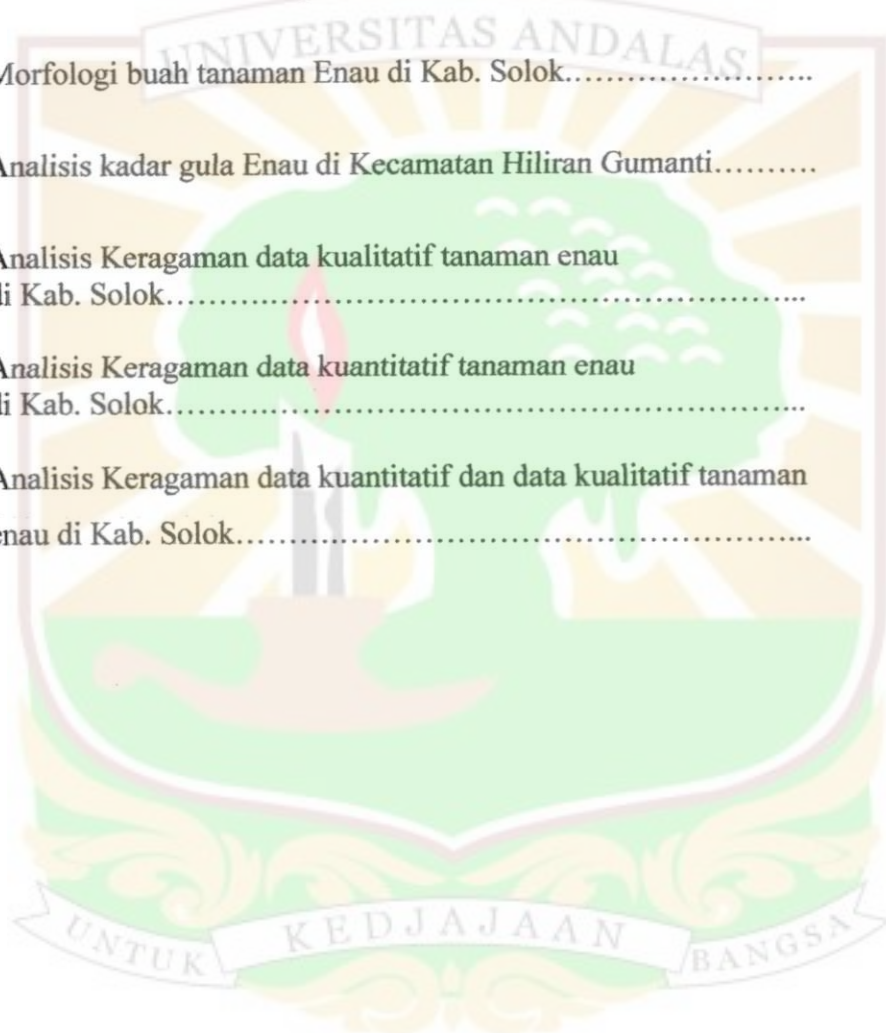 UNIVERSITAS ANDALAS
Morfologi buah tanaman Enau di Kab. Solok……………………..
Analisis kadar gula Enau di Kecamatan Hiliran Gumanti……….
Analisis Keragaman data kualitatif tanaman enau
di Kab. Solok…………………………………………………………...
Analisis Keragaman data kuantitatif tanaman enau
di Kab. Solok…………………………………………………………...
Analisis Keragaman data kuantitatif dan data kualitatif tanaman
enau di Kab. Solok……………………………………………………...
UNTUK KEDJAJAAN BANGSA